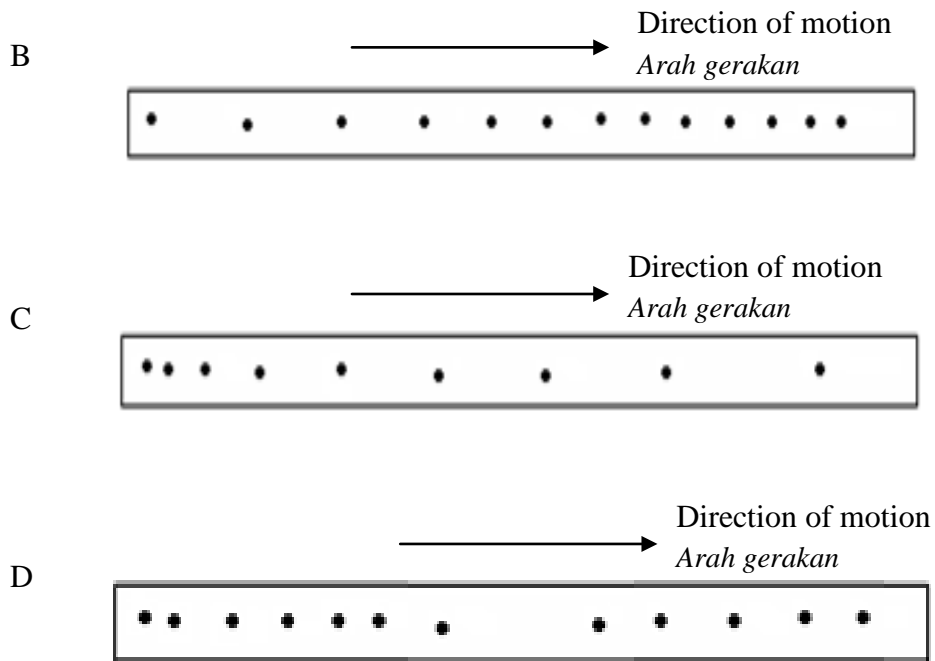 B
Direction of motion
Arah gerakan
C
Direction of motion
Arah gerakan
D
Direction of motion
Arah gerakan